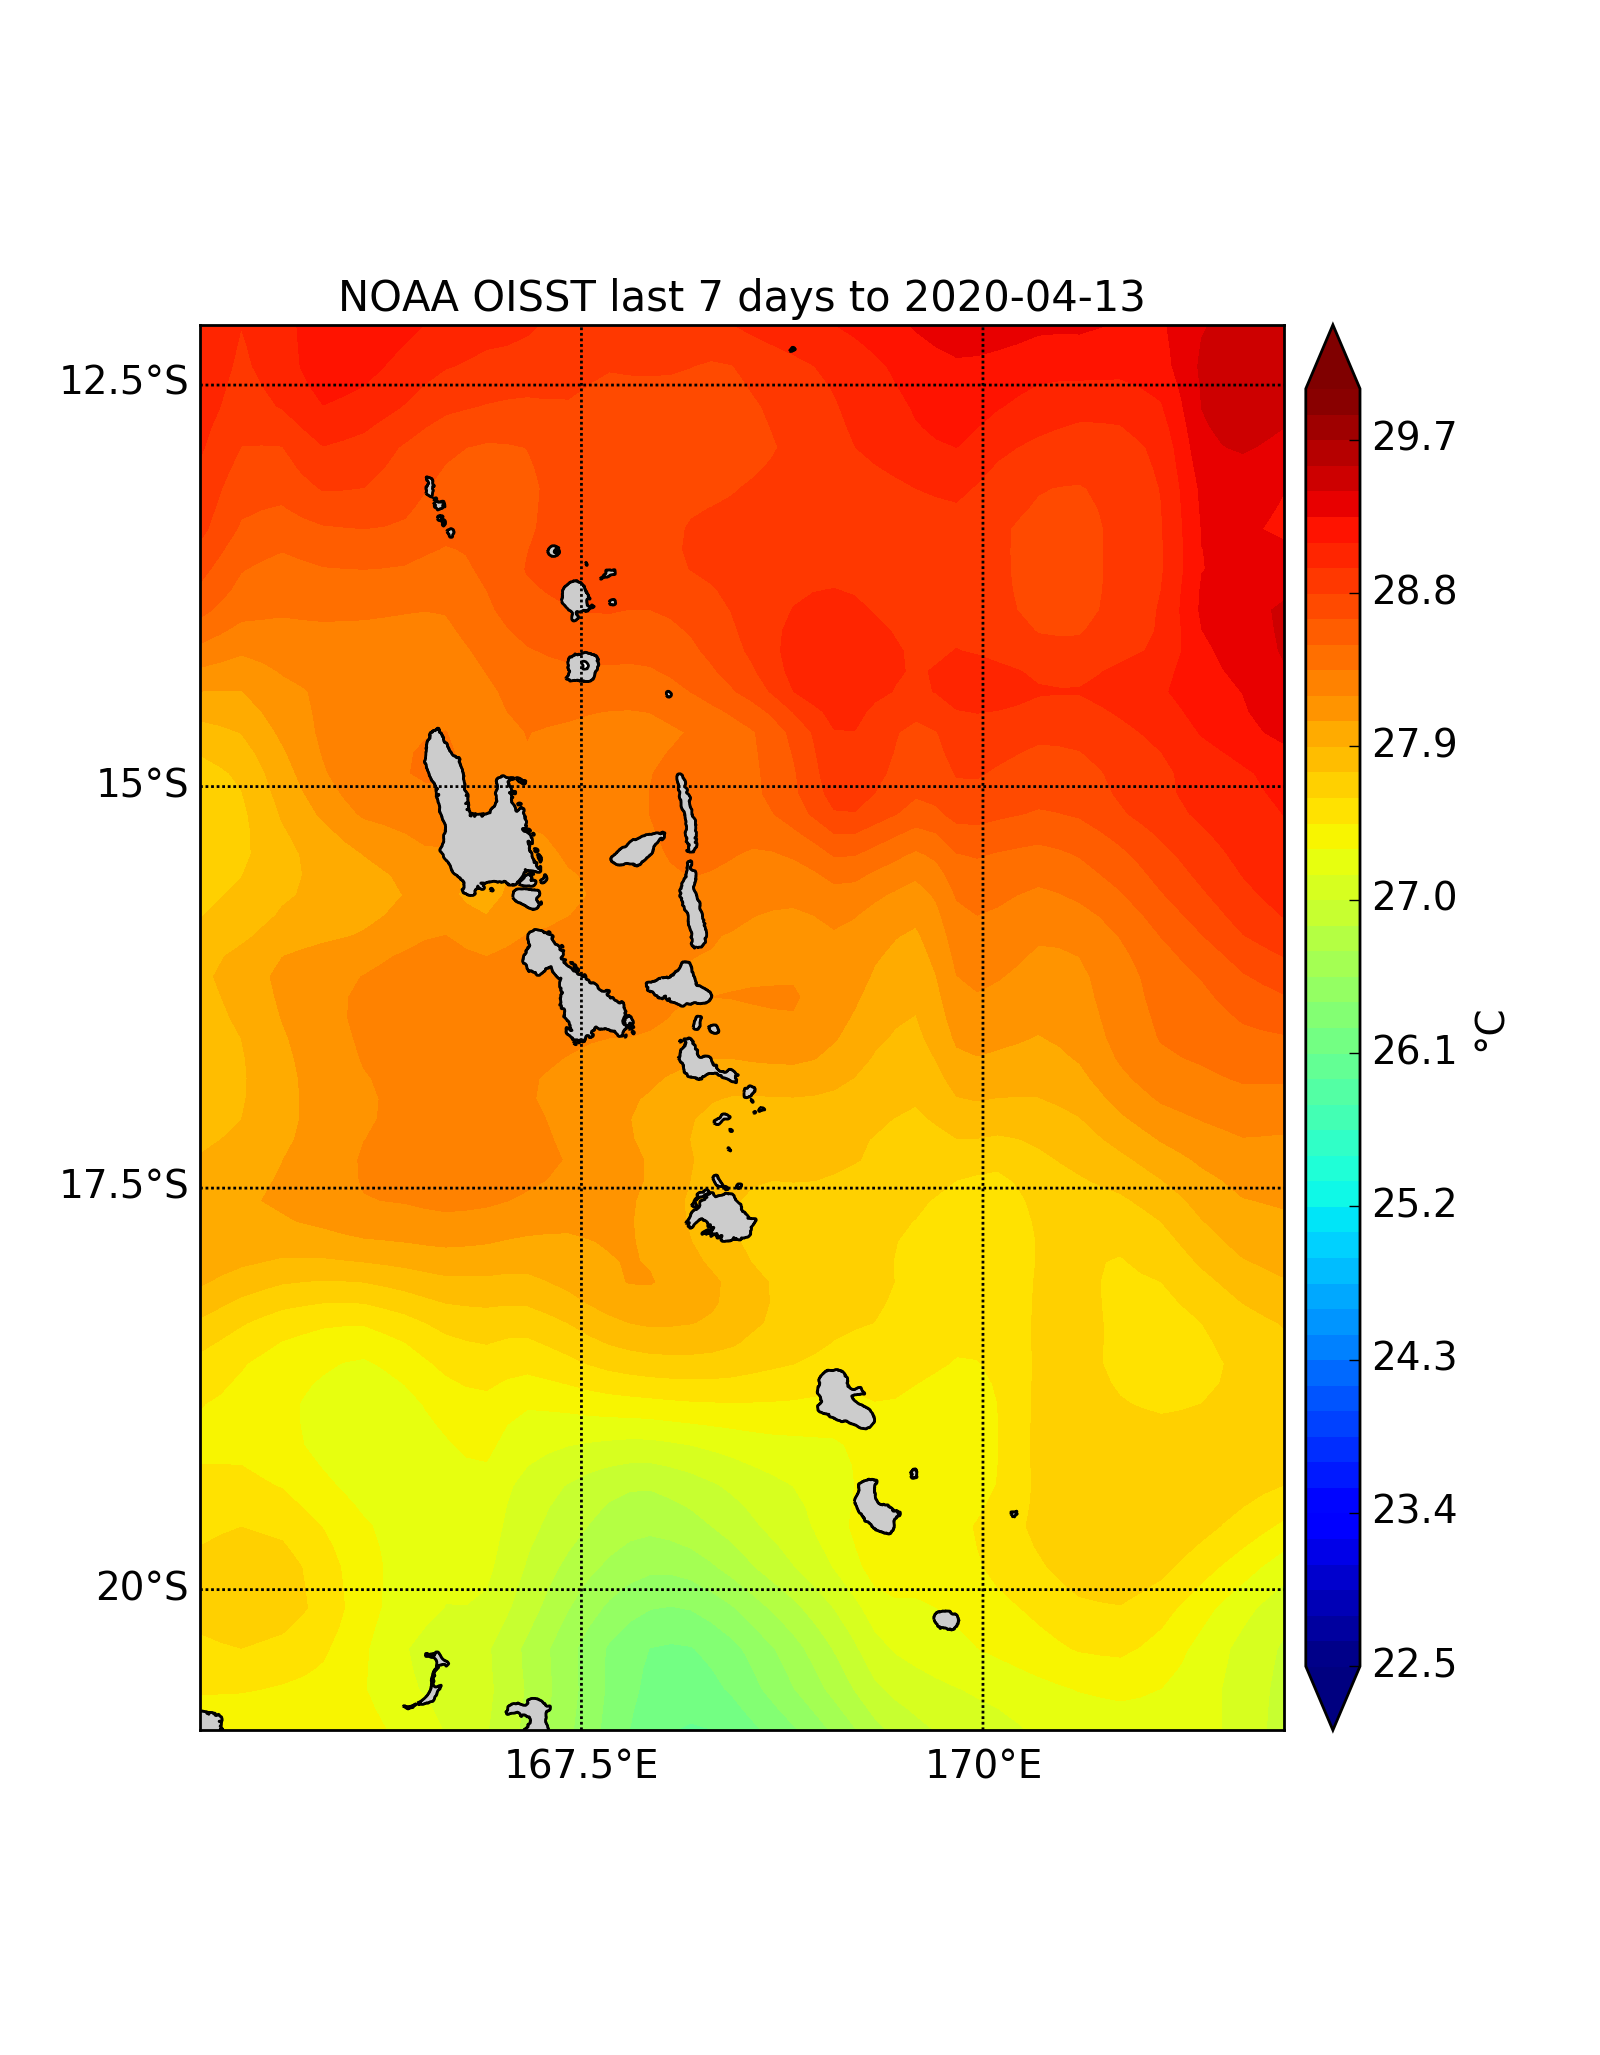 NOAA OISST last 7 days to 2020-04-13
12.5°S
15°S
17.5°S
20°S
167.5°E
170°E
29.7
28.8
27.9
27.0
26.1
25.2
24.3
23.4
22.5
°C